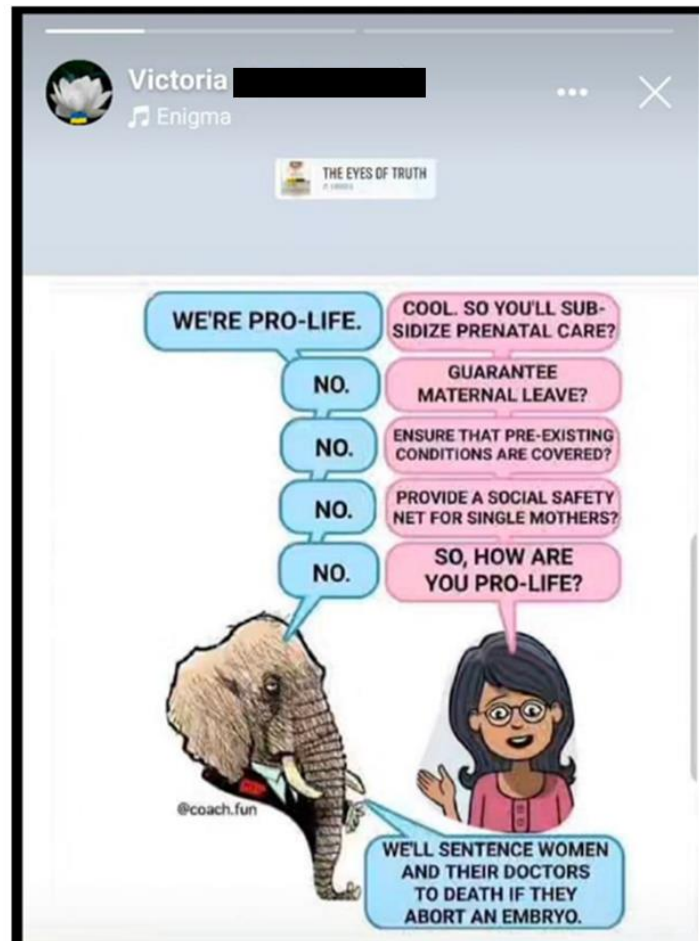 Victoria
Enigma
THE EYES OF TRUTH
WE'RE PRO-LIFE.
COOL. SO YOU'LL SUB-
SIDIZE PRENATAL CARE?
NO.
GUARANTEE
MATERNAL LEAVE?
NO.
ENSURE THAT PRE-EXISTING
CONDITIONS ARE COVERED?
NO.
PROVIDE A SOCIAL SAFETY
NET FOR SINGLE MOTHERS?
NO.
SO, HOW ARE
YOU PRO-LIFE?
@coach.fun
WE'LL SENTENCE WOMEN
AND THEIR DOCTORS
TO DEATH IF THEY
ABORT AN EMBRYO.